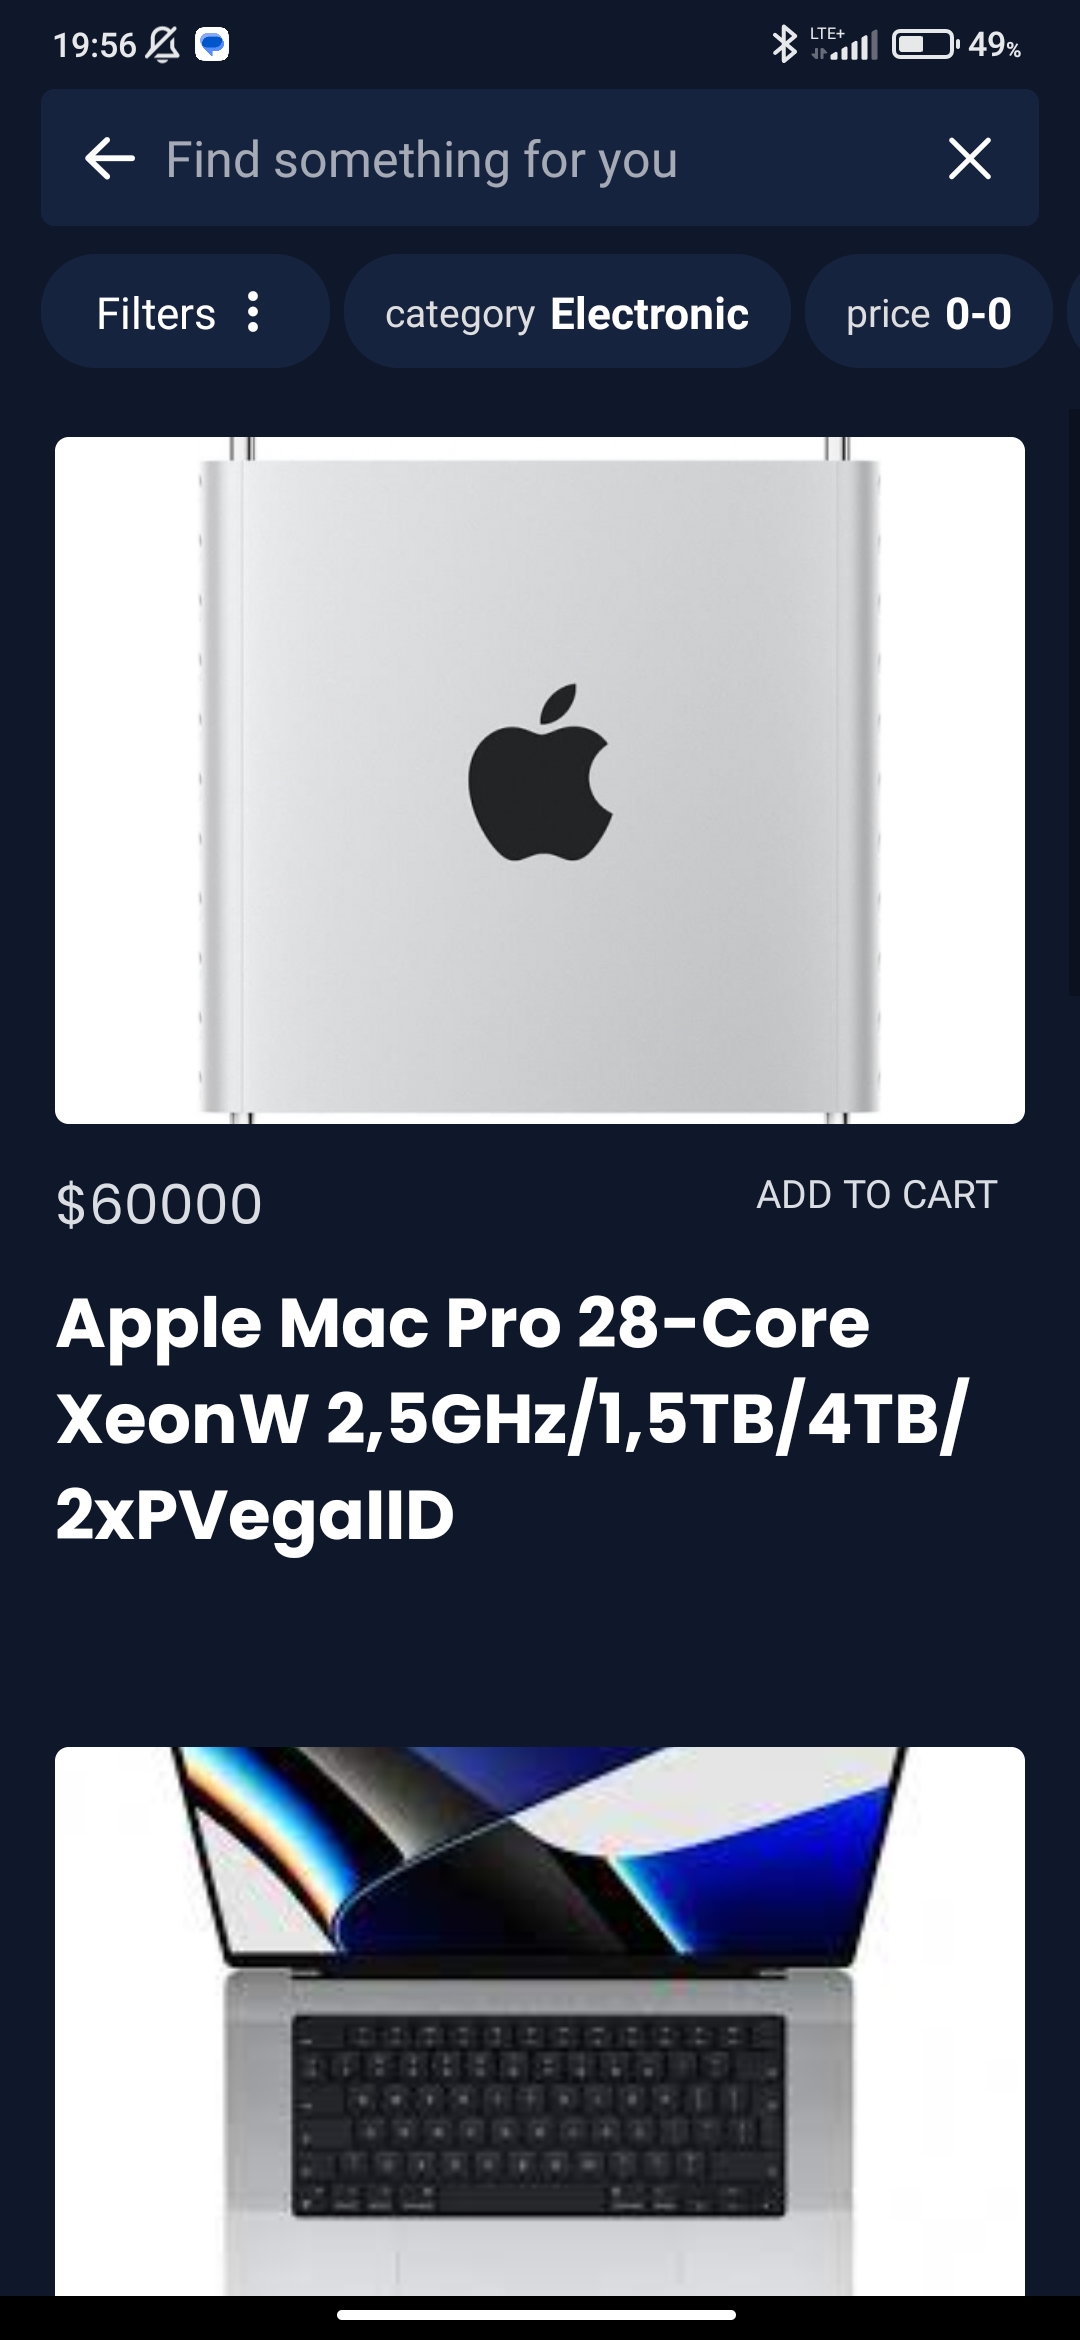 19:56 LTE+ 49%
Find something for you
Filters category Electronic price 0-0
$60000 ADD TO CART
Apple Mac Pro 28-Core
XeonW 2,5GHz/1,5TB/4TB/
2xPVegaIID